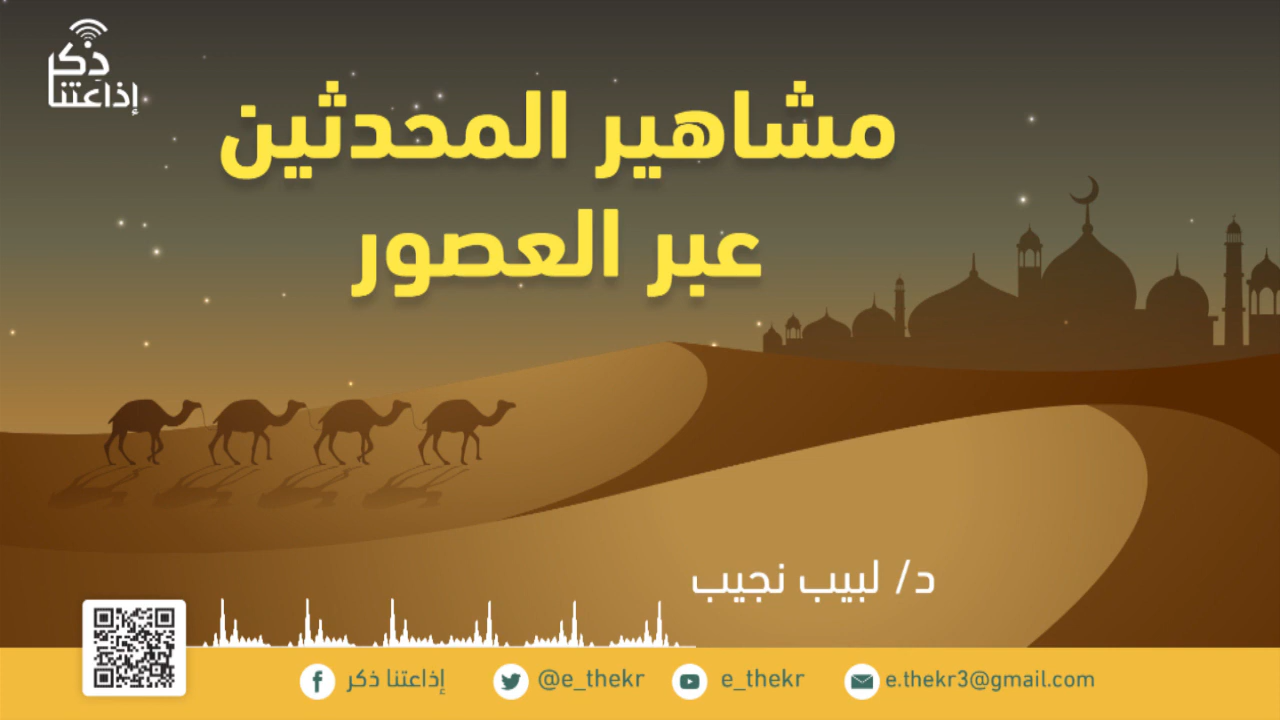 ذكر
إذاعتنا
مشاهير المحدثين
عبر العصور
د/ لبيب نجيب
إذاعتنا ذكر
@e_thekr
e_thekr
e.thekr3@gmail.com